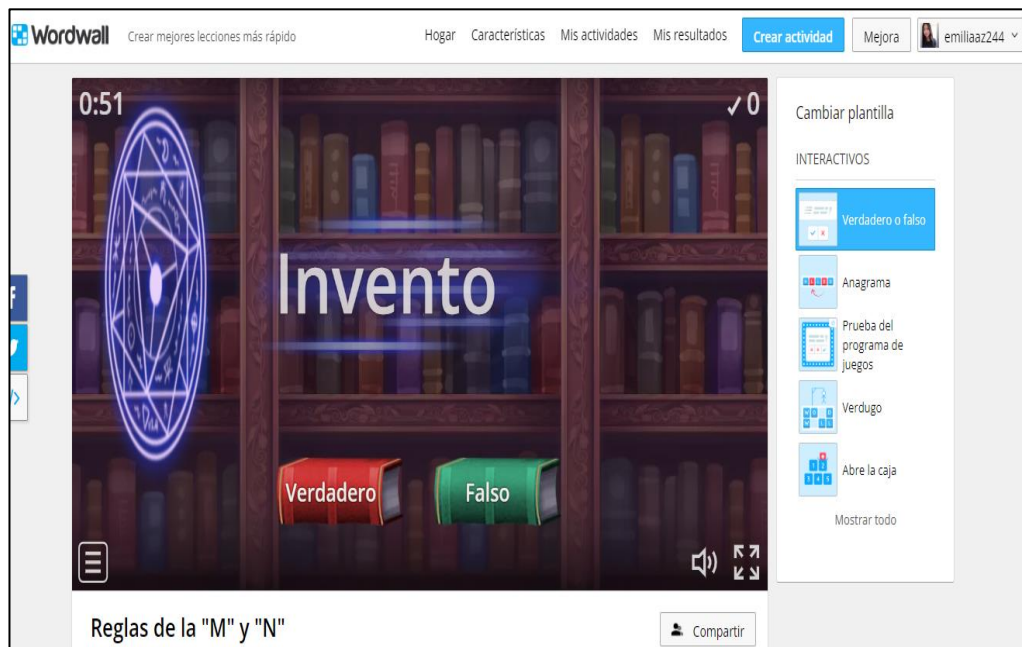 Wordwall Crear mejores lecciones más rápido Hogar Características Mis actividades Mis resultados Crear actividad Mejora emiliaaz244
0:51 ✓ 0
Invento
Verdadero Falso
Reglas de la "M" y "N"
Compartir
Cambiar plantilla
INTERACTIVOS
Verdadero o falso
Anagrama
Prueba del
programa de
juegos
Verdugo
Abre la caja
Mostrar todo